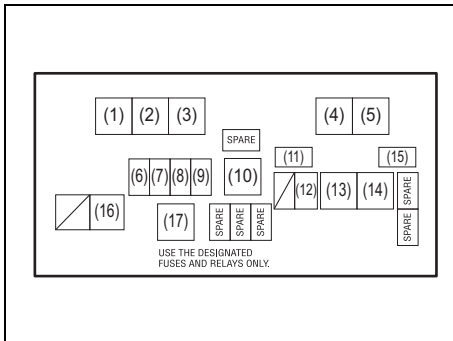 (1) (2) (3) (4) (5)
SPARE
(11) (15)
(6) (7) (8) (9) (10) (12) (13) (14) SPARE
(16) (17) SPARE SPARE SPARE SPARE
USE THE DESIGNATED
FUSES AND RELAYS ONLY.